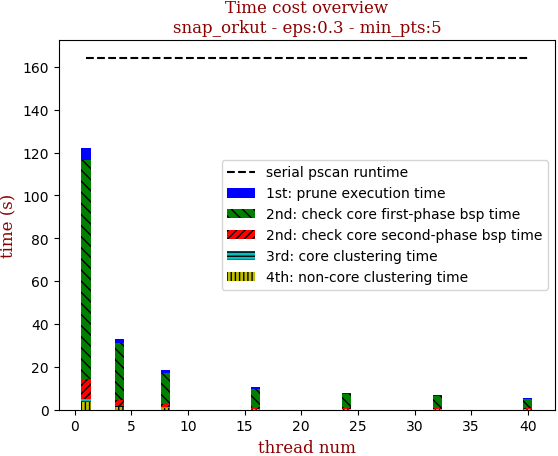 Time cost overview
snap_orkut - eps:0.3 - min_pts:5
time (s)
160
140
120
100
80
60
40
20
0
serial pscan runtime
1st: prune execution time
2nd: check core first-phase bsp time
2nd: check core second-phase bsp time
3rd: core clustering time
4th: non-core clustering time
0 5 10 15 20 25 30 35 40
thread num